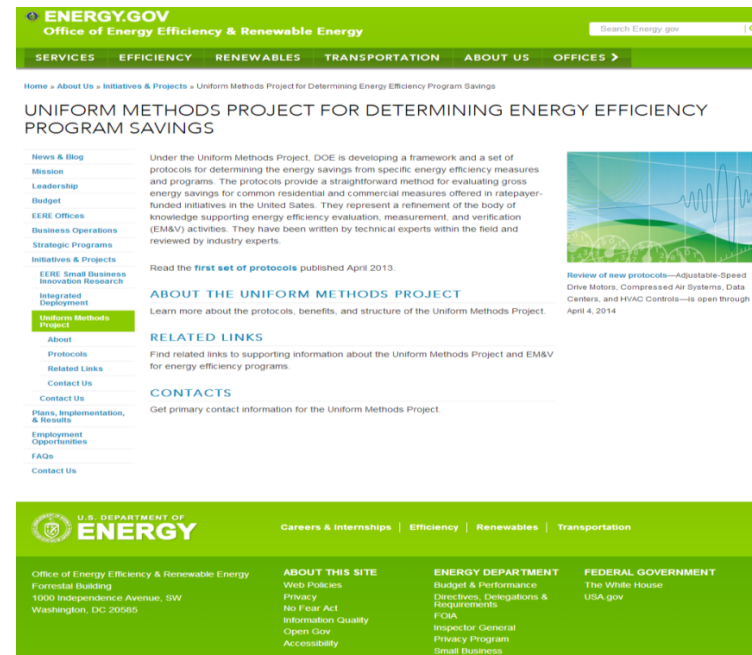 ENERGY.GOV
Office of Energy Efficiency & Renewable Energy
Search Energy.gov
SERVICES EFFICIENCY RENEWABLES TRANSPORTATION ABOUT US OFFICES
Home » About Us » Initiatives & Projects » Uniform Methods Project for Determining Energy Efficiency Program Savings
UNIFORM METHODS PROJECT FOR DETERMINING ENERGY EFFICIENCY
PROGRAM SAVINGS
News & Blog
Mission
Leadership
Budget
EERE Offices
Business Operations
Strategic Programs
Initiatives & Projects
EERE Small Business
Innovation Research
Integrated
Deployment
Uniform Methods
Project
About
Protocols
Related Links
Contact Us
Contact Us
Plans, Implementation,
& Results
Employment
Opportunities
FAQs
Contact Us
Under the Uniform Methods Project, DOE is developing a framework and a set of
protocols for determining the energy savings from specific energy efficiency measures
and programs. The protocols provide a straightforward method for evaluating gross
energy savings for common residential and commercial measures offered in ratepayer-
funded initiatives in the United Sates. They represent a refinement of the body of
knowledge supporting energy efficiency evaluation, measurement, and verification
(EM&V) activities. They have been written by technical experts within the field and
reviewed by industry experts.
Read the first set of protocols published April 2013.
ABOUT THE UNIFORM METHODS PROJECT
Learn more about the protocols, benefits, and structure of the Uniform Methods Project.
RELATED LINKS
Find related links to supporting information about the Uniform Methods Project and EM&V
for energy efficiency programs.
CONTACTS
Get primary contact information for the Uniform Methods Project.
Review of new protocols—Adjustable-Speed
Drive Motors, Compressed Air Systems, Data
Centers, and HVAC Controls—is open through
April 4, 2014
U.S. DEPARTMENT OF
ENERGY
Careers & Internships | Efficiency | Renewables | Transportation
Office of Energy Efficiency & Renewable Energy
Forrestal Building
1000 Independence Avenue, SW
Washington, DC 20585
ABOUT THIS SITE
Web Policies
Privacy
No Fear Act
Information Quality
Open Gov
Accessibility
ENERGY DEPARTMENT
Budget & Performance
Directives, Delegations &
Requirements
FOIA
Inspector General
Privacy Program
Small Business
FEDERAL GOVERNMENT
The White House
USA.gov